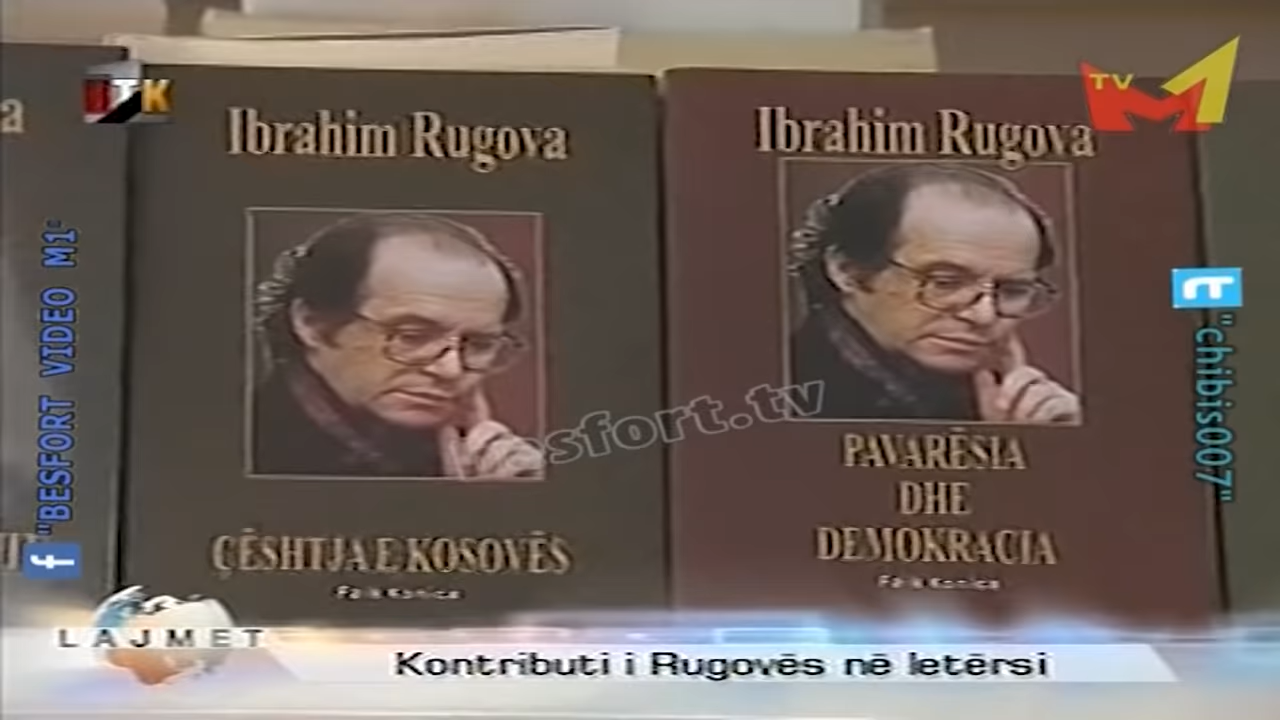 RTK
TV M1
a
Ibrahim Rugova
ÇËSHTJA E KOSOVËS
Faik Konica
Ibrahim Rugova
PAVARËSIA
DHE
DEMOKRACIA
Faik Konica
esfort.tv
"BESFORT VIDEO M1"
"chibis007"
LAJMET
Kontributi i Rugovës në letërsi